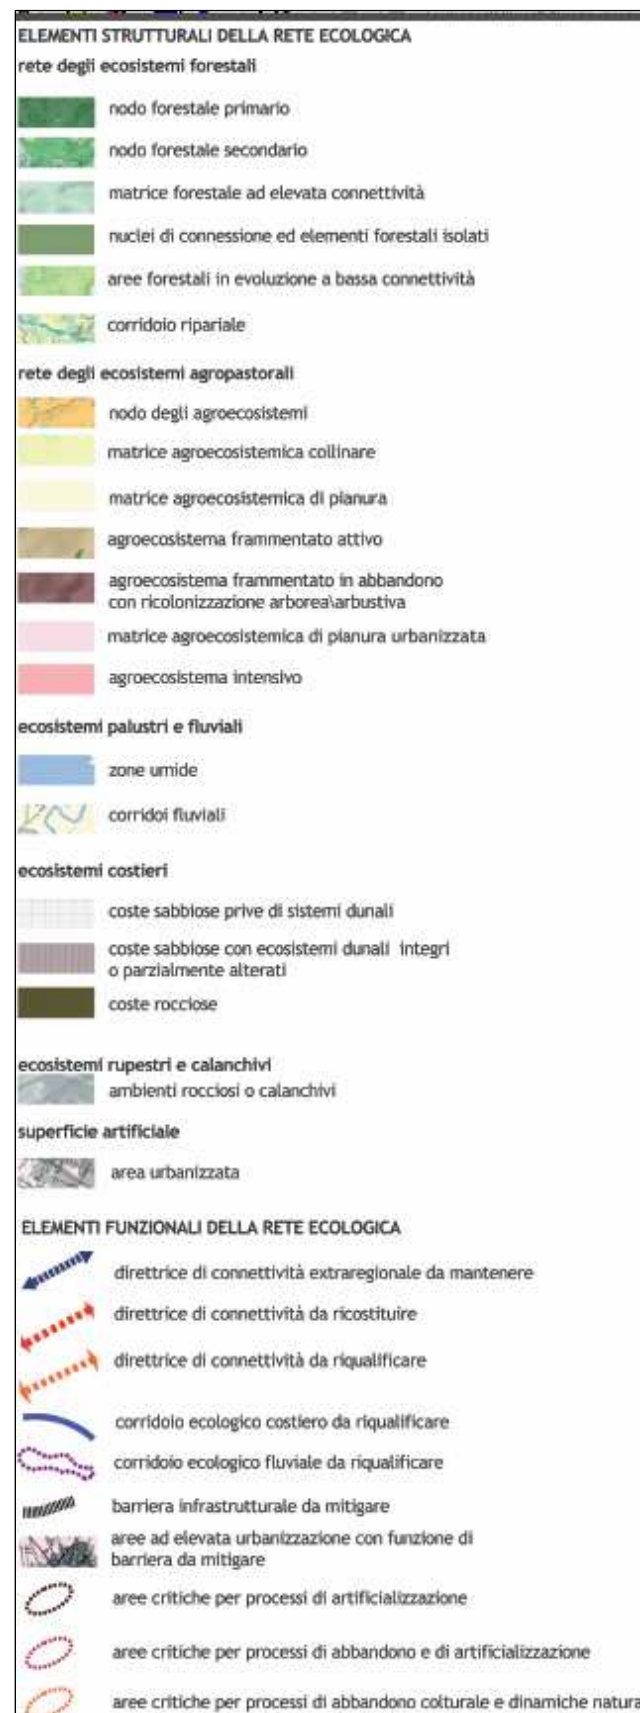 ELEMENTI STRUTTURALI DELLA RETE ECOLOGICA
rete degli ecosistemi forestali
nodo forestale primario
nodo forestale secondario
matrice forestale ad elevata connettività
nuclei di connessione ed elementi forestali isolati
aree forestali in evoluzione a bassa connettività
corridoio ripariale
rete degli ecosistemi agropastorali
nodo degli agroecosistemi
matrice agroecosistemica collinare
matrice agroecosistemica di pianura
agroecosistema frammentato attivo
agroecosistema frammentato in abbandono
con ricolonizzazione arborea\arbustiva
matrice agroecosistemica di pianura urbanizzata
agroecosistema intensivo
ecosistemi palustri e fluviali
zone umide
corridoi fluviali
ecosistemi costieri
coste sabbiose prive di sistemi dunali
coste sabbiose con ecosistemi dunali integri
o parzialmente alterati
coste rocciose
ecosistemi rupestri e calanchivi
ambienti rocciosi o calanchivi
superficie artificiale
area urbanizzata
ELEMENTI FUNZIONALI DELLA RETE ECOLOGICA
direttrice di connettività extraregionale da mantenere
direttrice di connettività da ricostituire
direttrice di connettività da riqualificare
corridoio ecologico costiero da riqualificare
corridoio ecologico fluviale da riqualificare
barriera infrastrutturale da mitigare
aree ad elevata urbanizzazione con funzione di
barriera da mitigare
aree critiche per processi di artificializzazione
aree critiche per processi di abbandono e di artificializzazione
aree critiche per processi di abbandono colturale e dinamiche natura